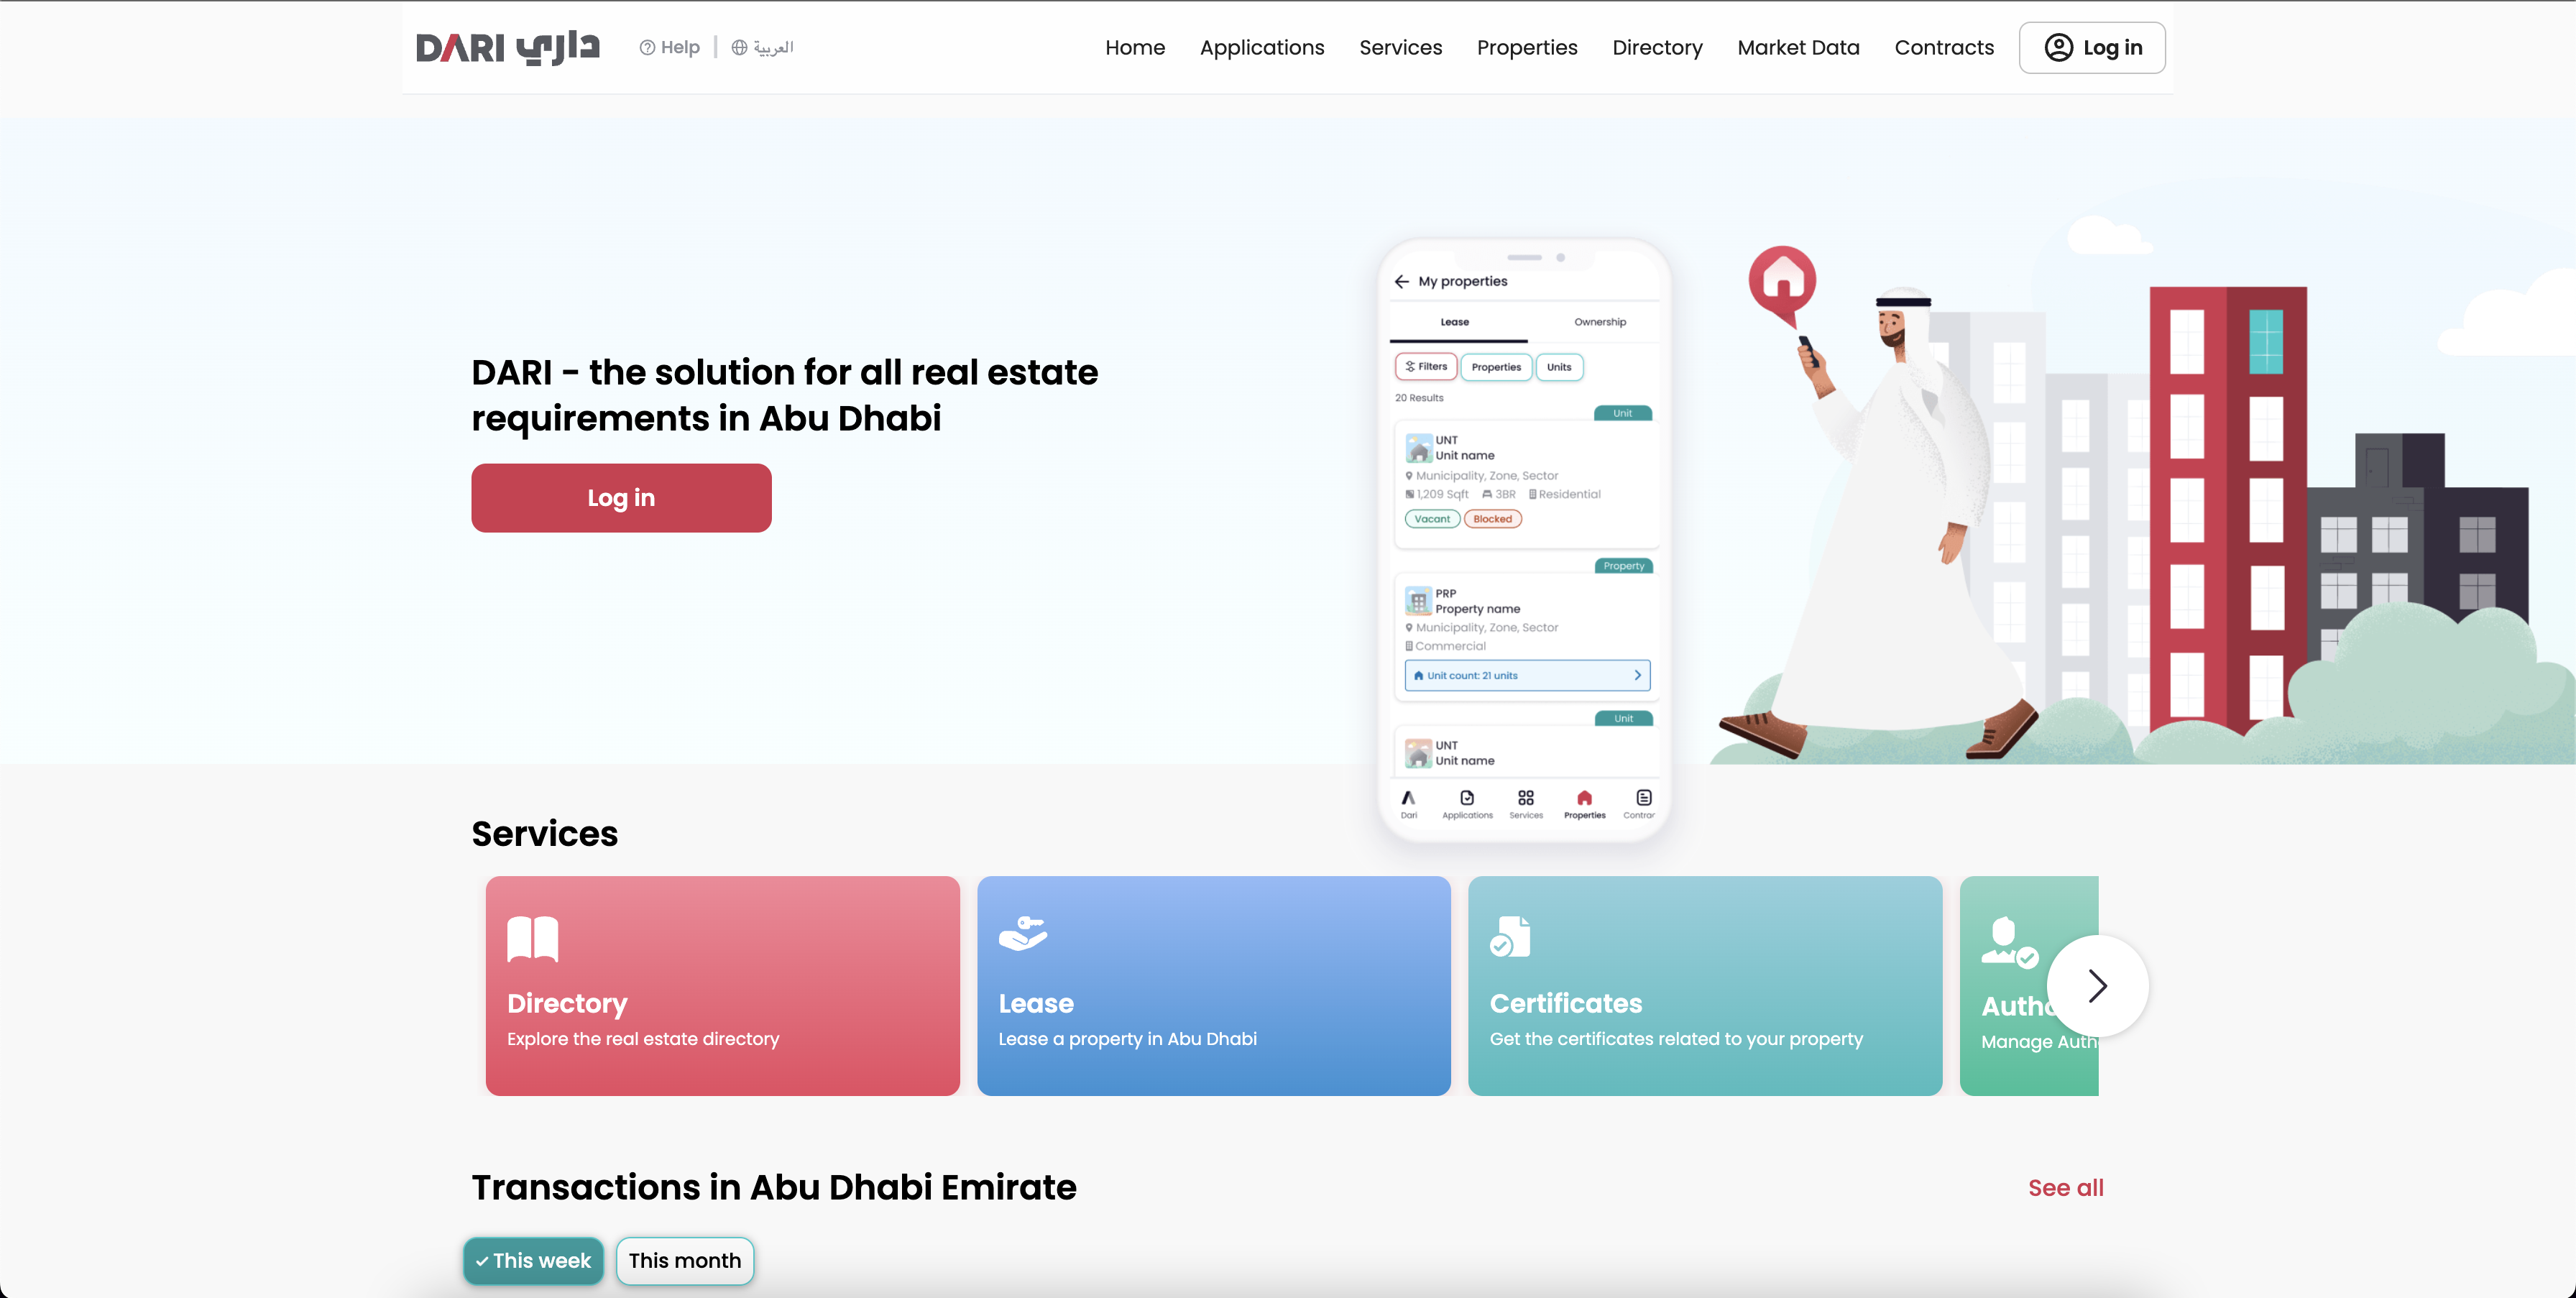 DARI داري
Help
العربية
Home
Applications
Services
Properties
Directory
Market Data
Contracts
Log in
DARI - the solution for all real estate
requirements in Abu Dhabi
Log in
My properties
Lease
Ownership
Filters
Properties
Units
20 Results
Unit
UNT
Unit name
Municipality, Zone, Sector
1,209 Sqft
3BR
Residential
Vacant
Blocked
Property
PRP
Property name
Municipality, Zone, Sector
Commercial
Unit count: 21 units
Unit
UNT
Unit name
Dari
Applications
Services
Properties
Contrar
Services
Directory
Explore the real estate directory
Lease
Lease a property in Abu Dhabi
Certificates
Get the certificates related to your property
Autho
Manage Auth
Transactions in Abu Dhabi Emirate
See all
This week
This month